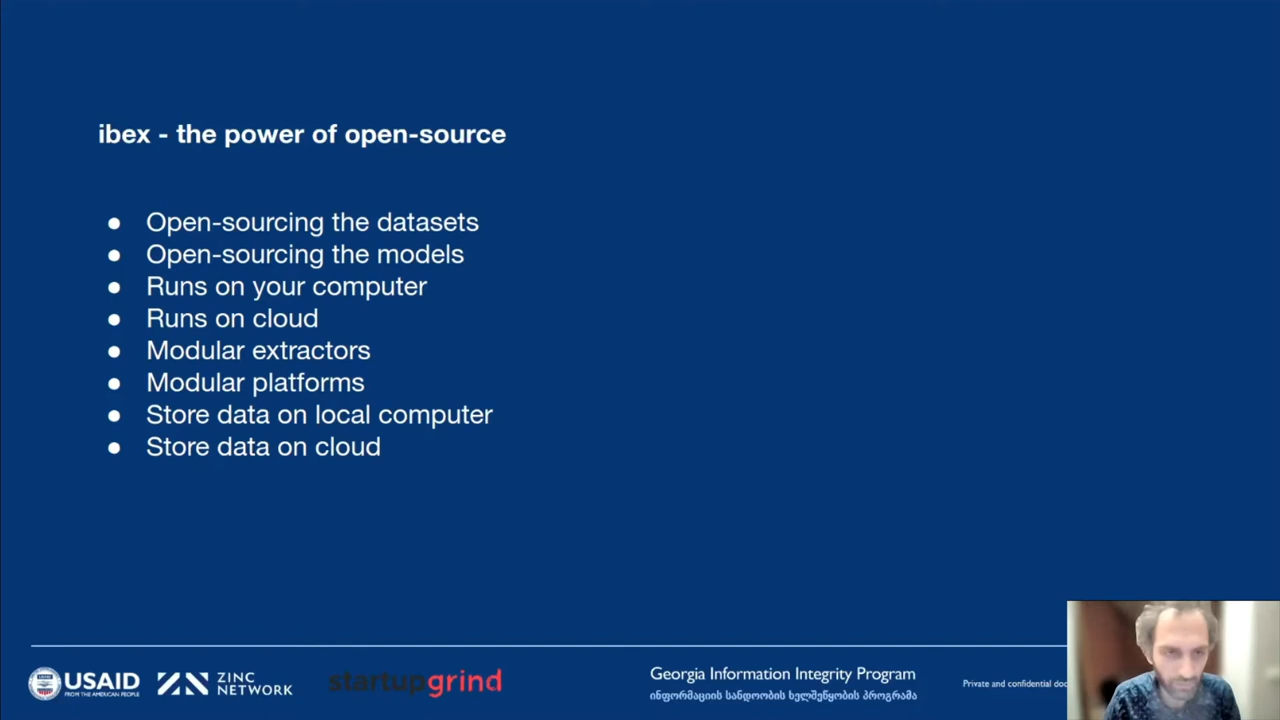 ibex - the power of open-source
● Open-sourcing the datasets
● Open-sourcing the models
● Runs on your computer
● Runs on cloud
● Modular extractors
● Modular platforms
● Store data on local computer
● Store data on cloud
USAID
FROM THE AMERICAN PEOPLE
ZINC
NETWORK
startupgrind
Georgia Information Integrity Program
ინფორმაციის სანდოობის ხელშეწყობის პროგრამა
Private and confidential doc